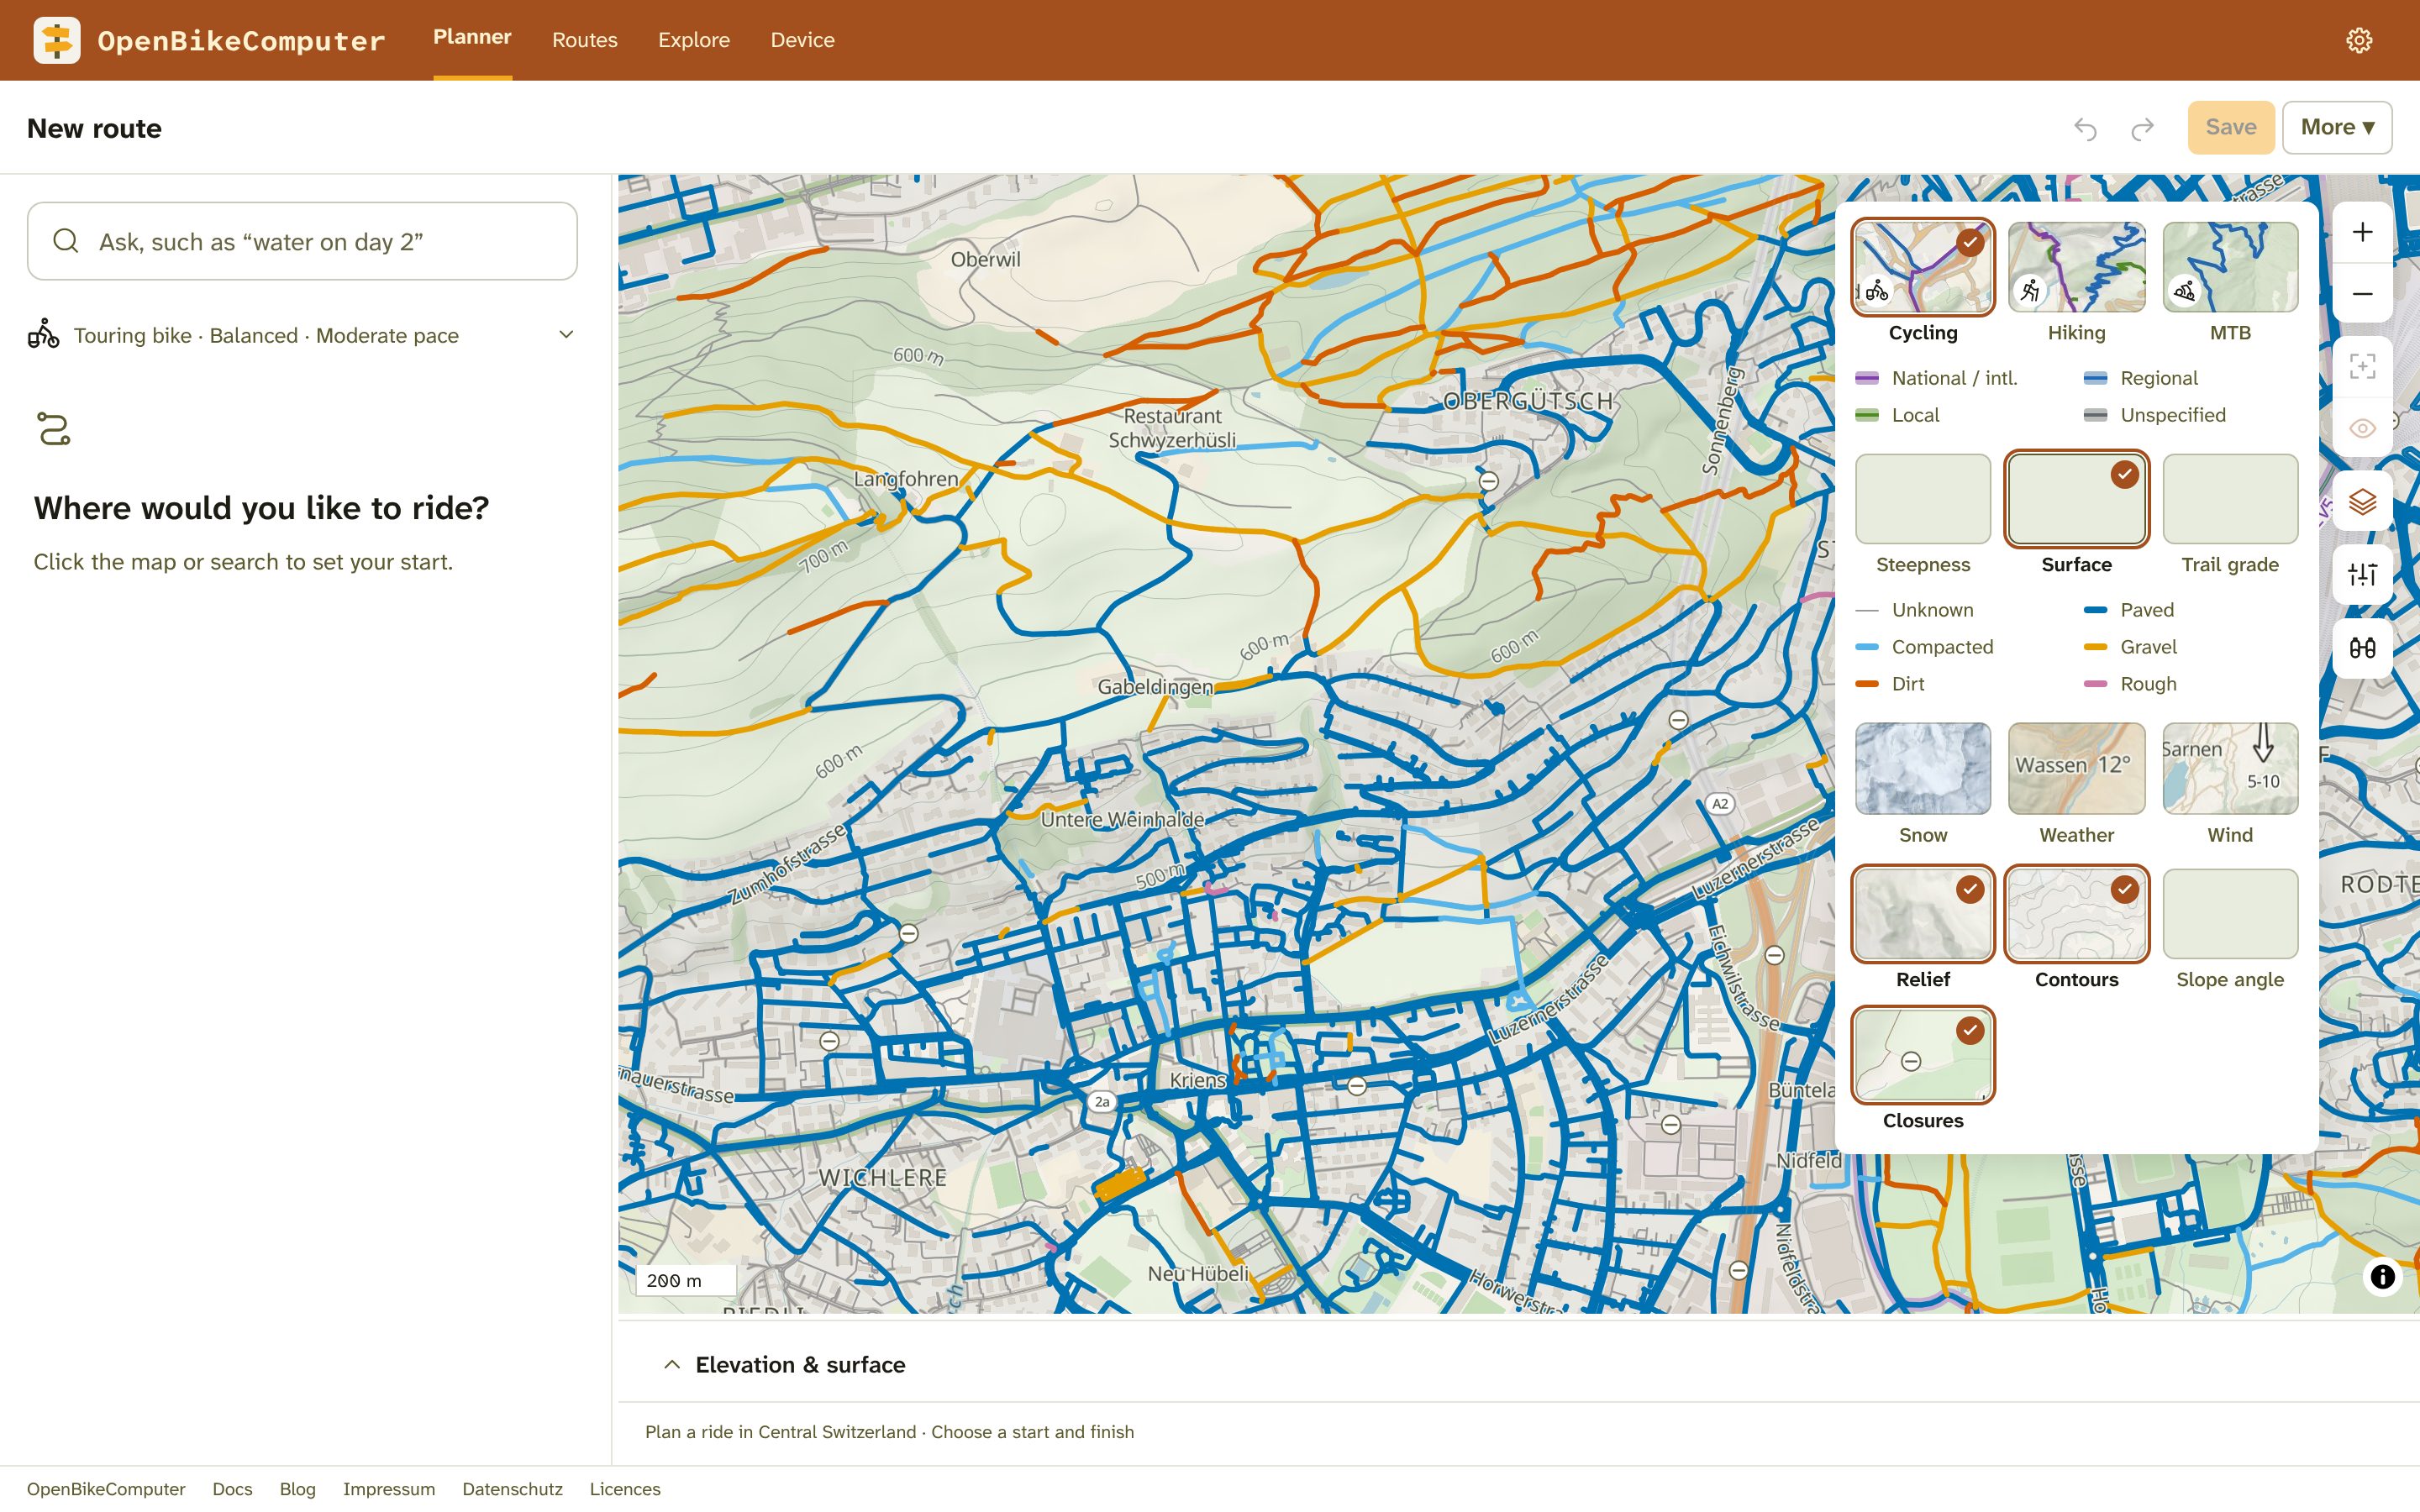 OpenBikeComputer
Planner
Routes
Explore
Device
New route
Save
More ▾
Ask, such as “water on day 2”
Touring bike · Balanced · Moderate pace
Where would you like to ride?
Click the map or search to set your start.
Oberwil
600 m
Restaurant
Schwyzerhüsli
OBERGÜTSCH
Sonnenberg
Langfohren
700 m
600 m
600 m
Gabeldingen
600 m
Untere Weinhalde
A2
Zumhofstrasse
500 m
Luzernerstrasse
Eichwilstrasse
Luzernerstrasse
Kriens
2a
WICHLERE
Nidfeld
Neu Hübeli
Horwerstra
Nidfeldstra
200 m
Cycling
Hiking
MTB
National / intl.
Regional
Local
Unspecified
Steepness
Surface
Trail grade
Unknown
Paved
Compacted
Gravel
Dirt
Rough
Sarnen
Wassen 12°
5-10
Snow
Weather
Wind
Relief
Contours
Slope angle
Closures
Elevation & surface
Plan a ride in Central Switzerland · Choose a start and finish
OpenBikeComputer
Docs
Blog
Impressum
Datenschutz
Licences